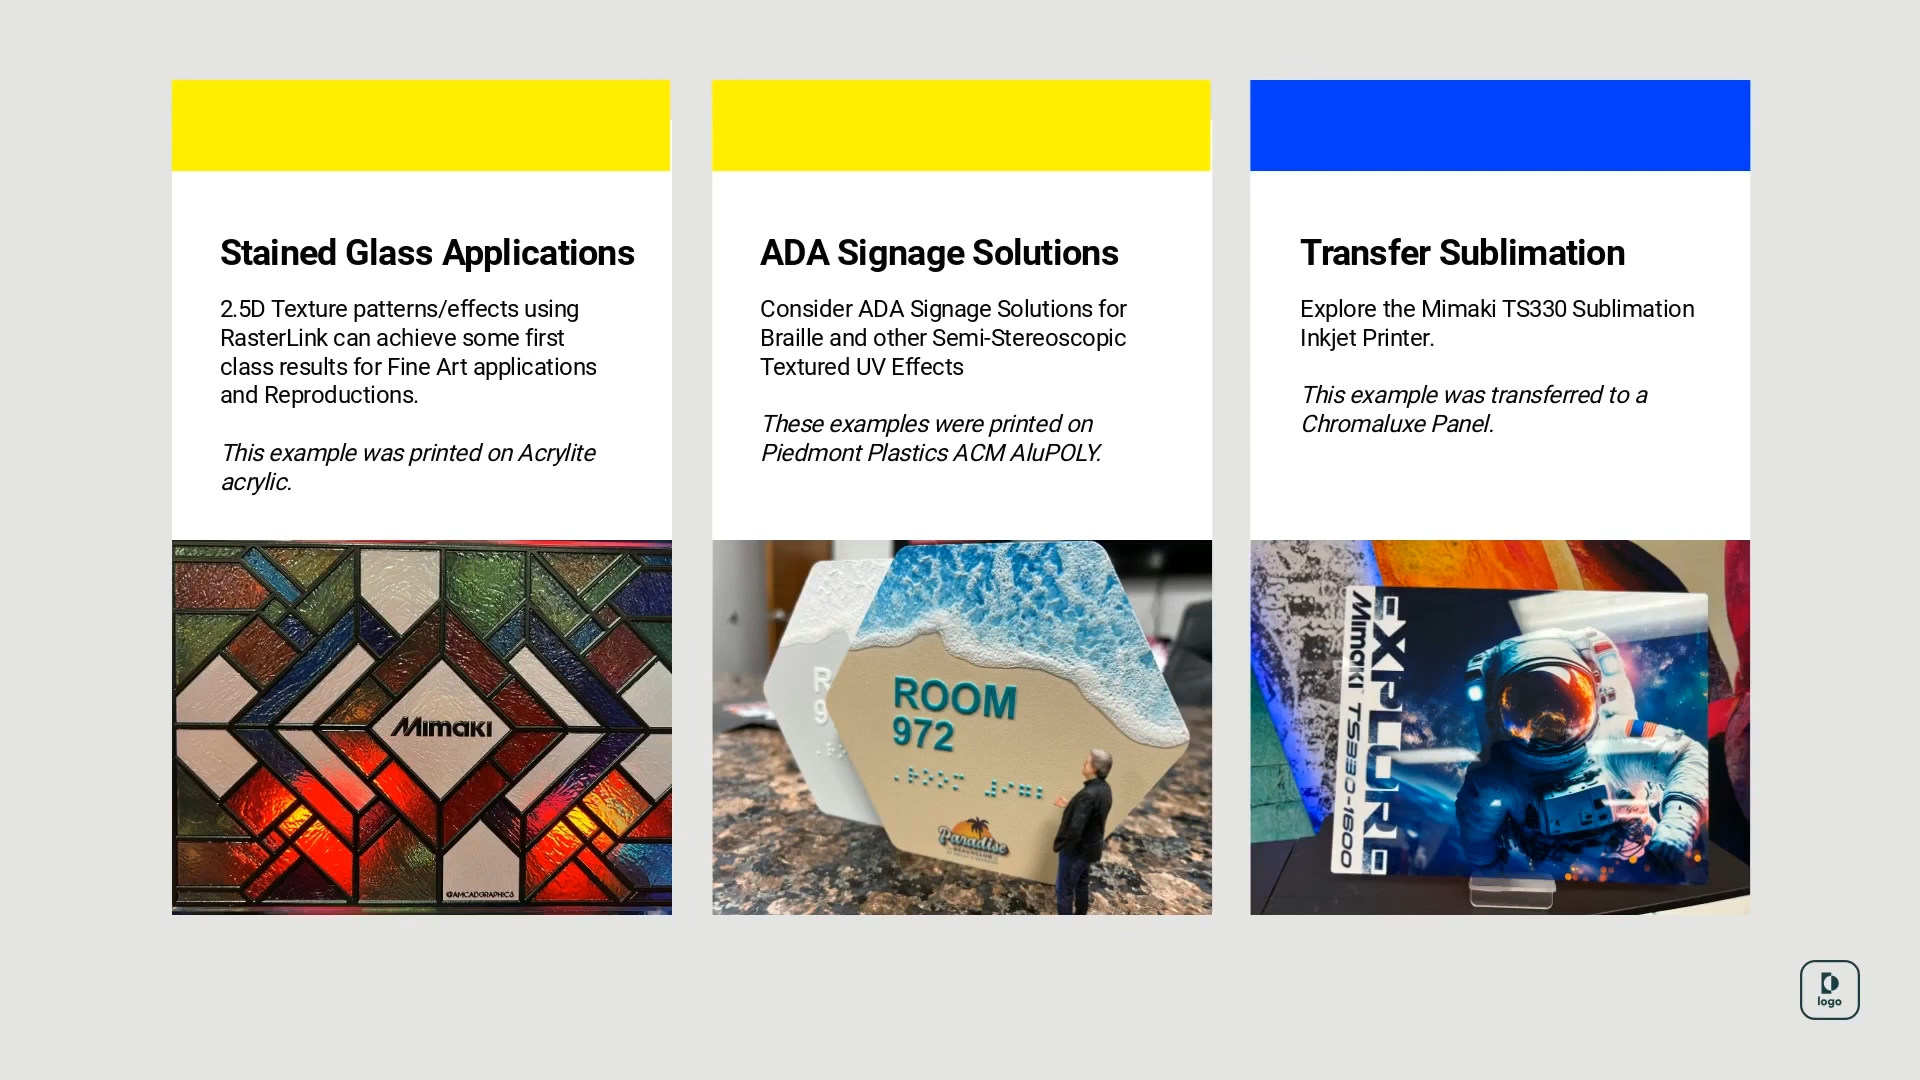 Stained Glass Applications
2.5D Texture patterns/effects using
RasterLink can achieve some first
class results for Fine Art applications
and Reproductions.
This example was printed on Acrylite
acrylic.
MIMAKI
@AMCADGRAPHICS
ADA Signage Solutions
Consider ADA Signage Solutions for
Braille and other Semi-Stereoscopic
Textured UV Effects
These examples were printed on
Piedmont Plastics ACM AluPOLY.
R
9
ROOM
972
Paradise
BEACHCLUB
Transfer Sublimation
Explore the Mimaki TS330 Sublimation
Inkjet Printer.
This example was transferred to a
Chromaluxe Panel.
EXPLORE
MIMAKI TS330-1600
logo